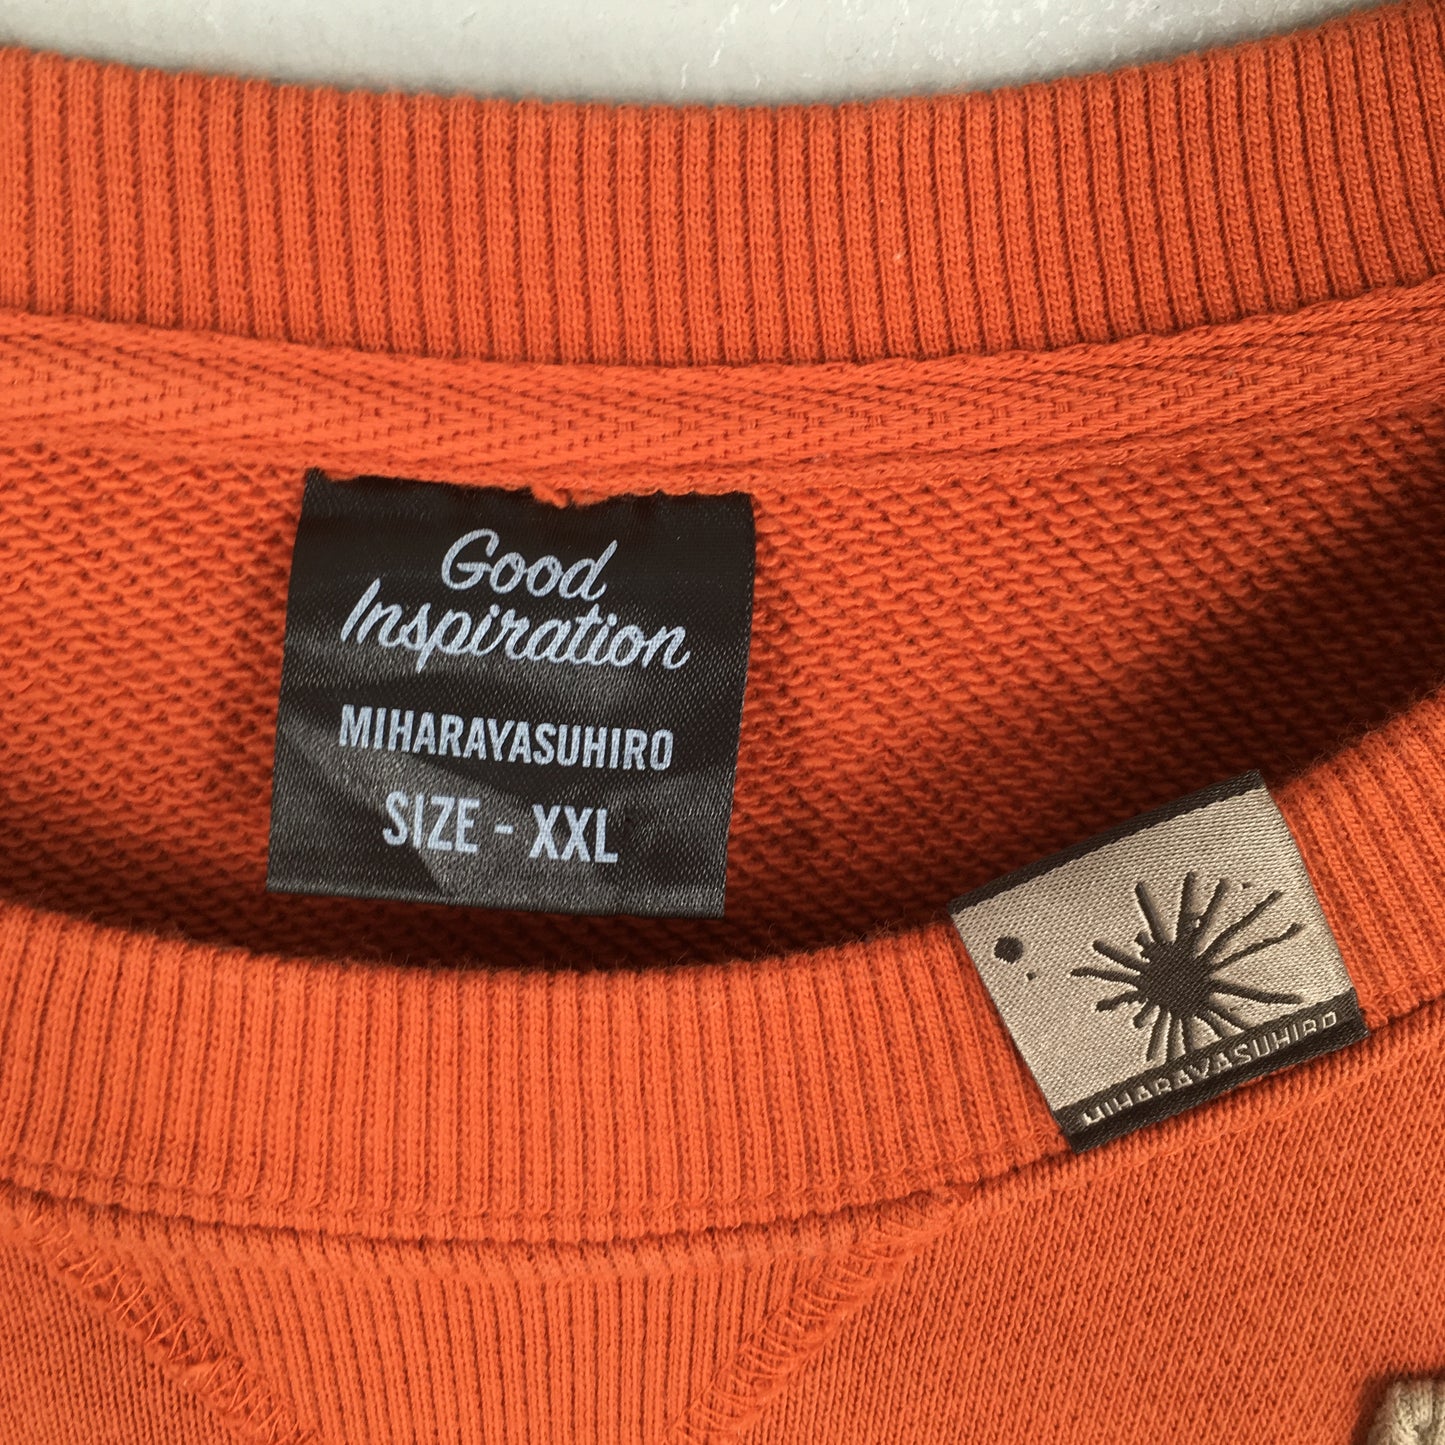 Good
Inspiration
MIHARAYASUHIRO
SIZE - XXL
MIHARAYASUHIRO